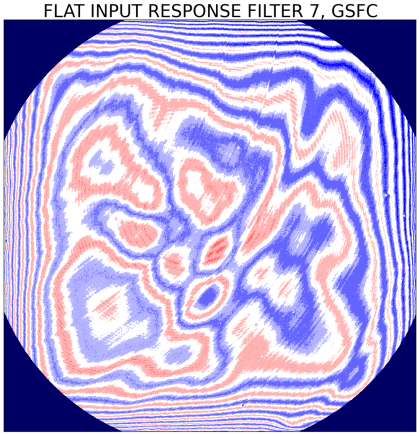 FLAT INPUT RESPONSE FILTER 7, GSFC